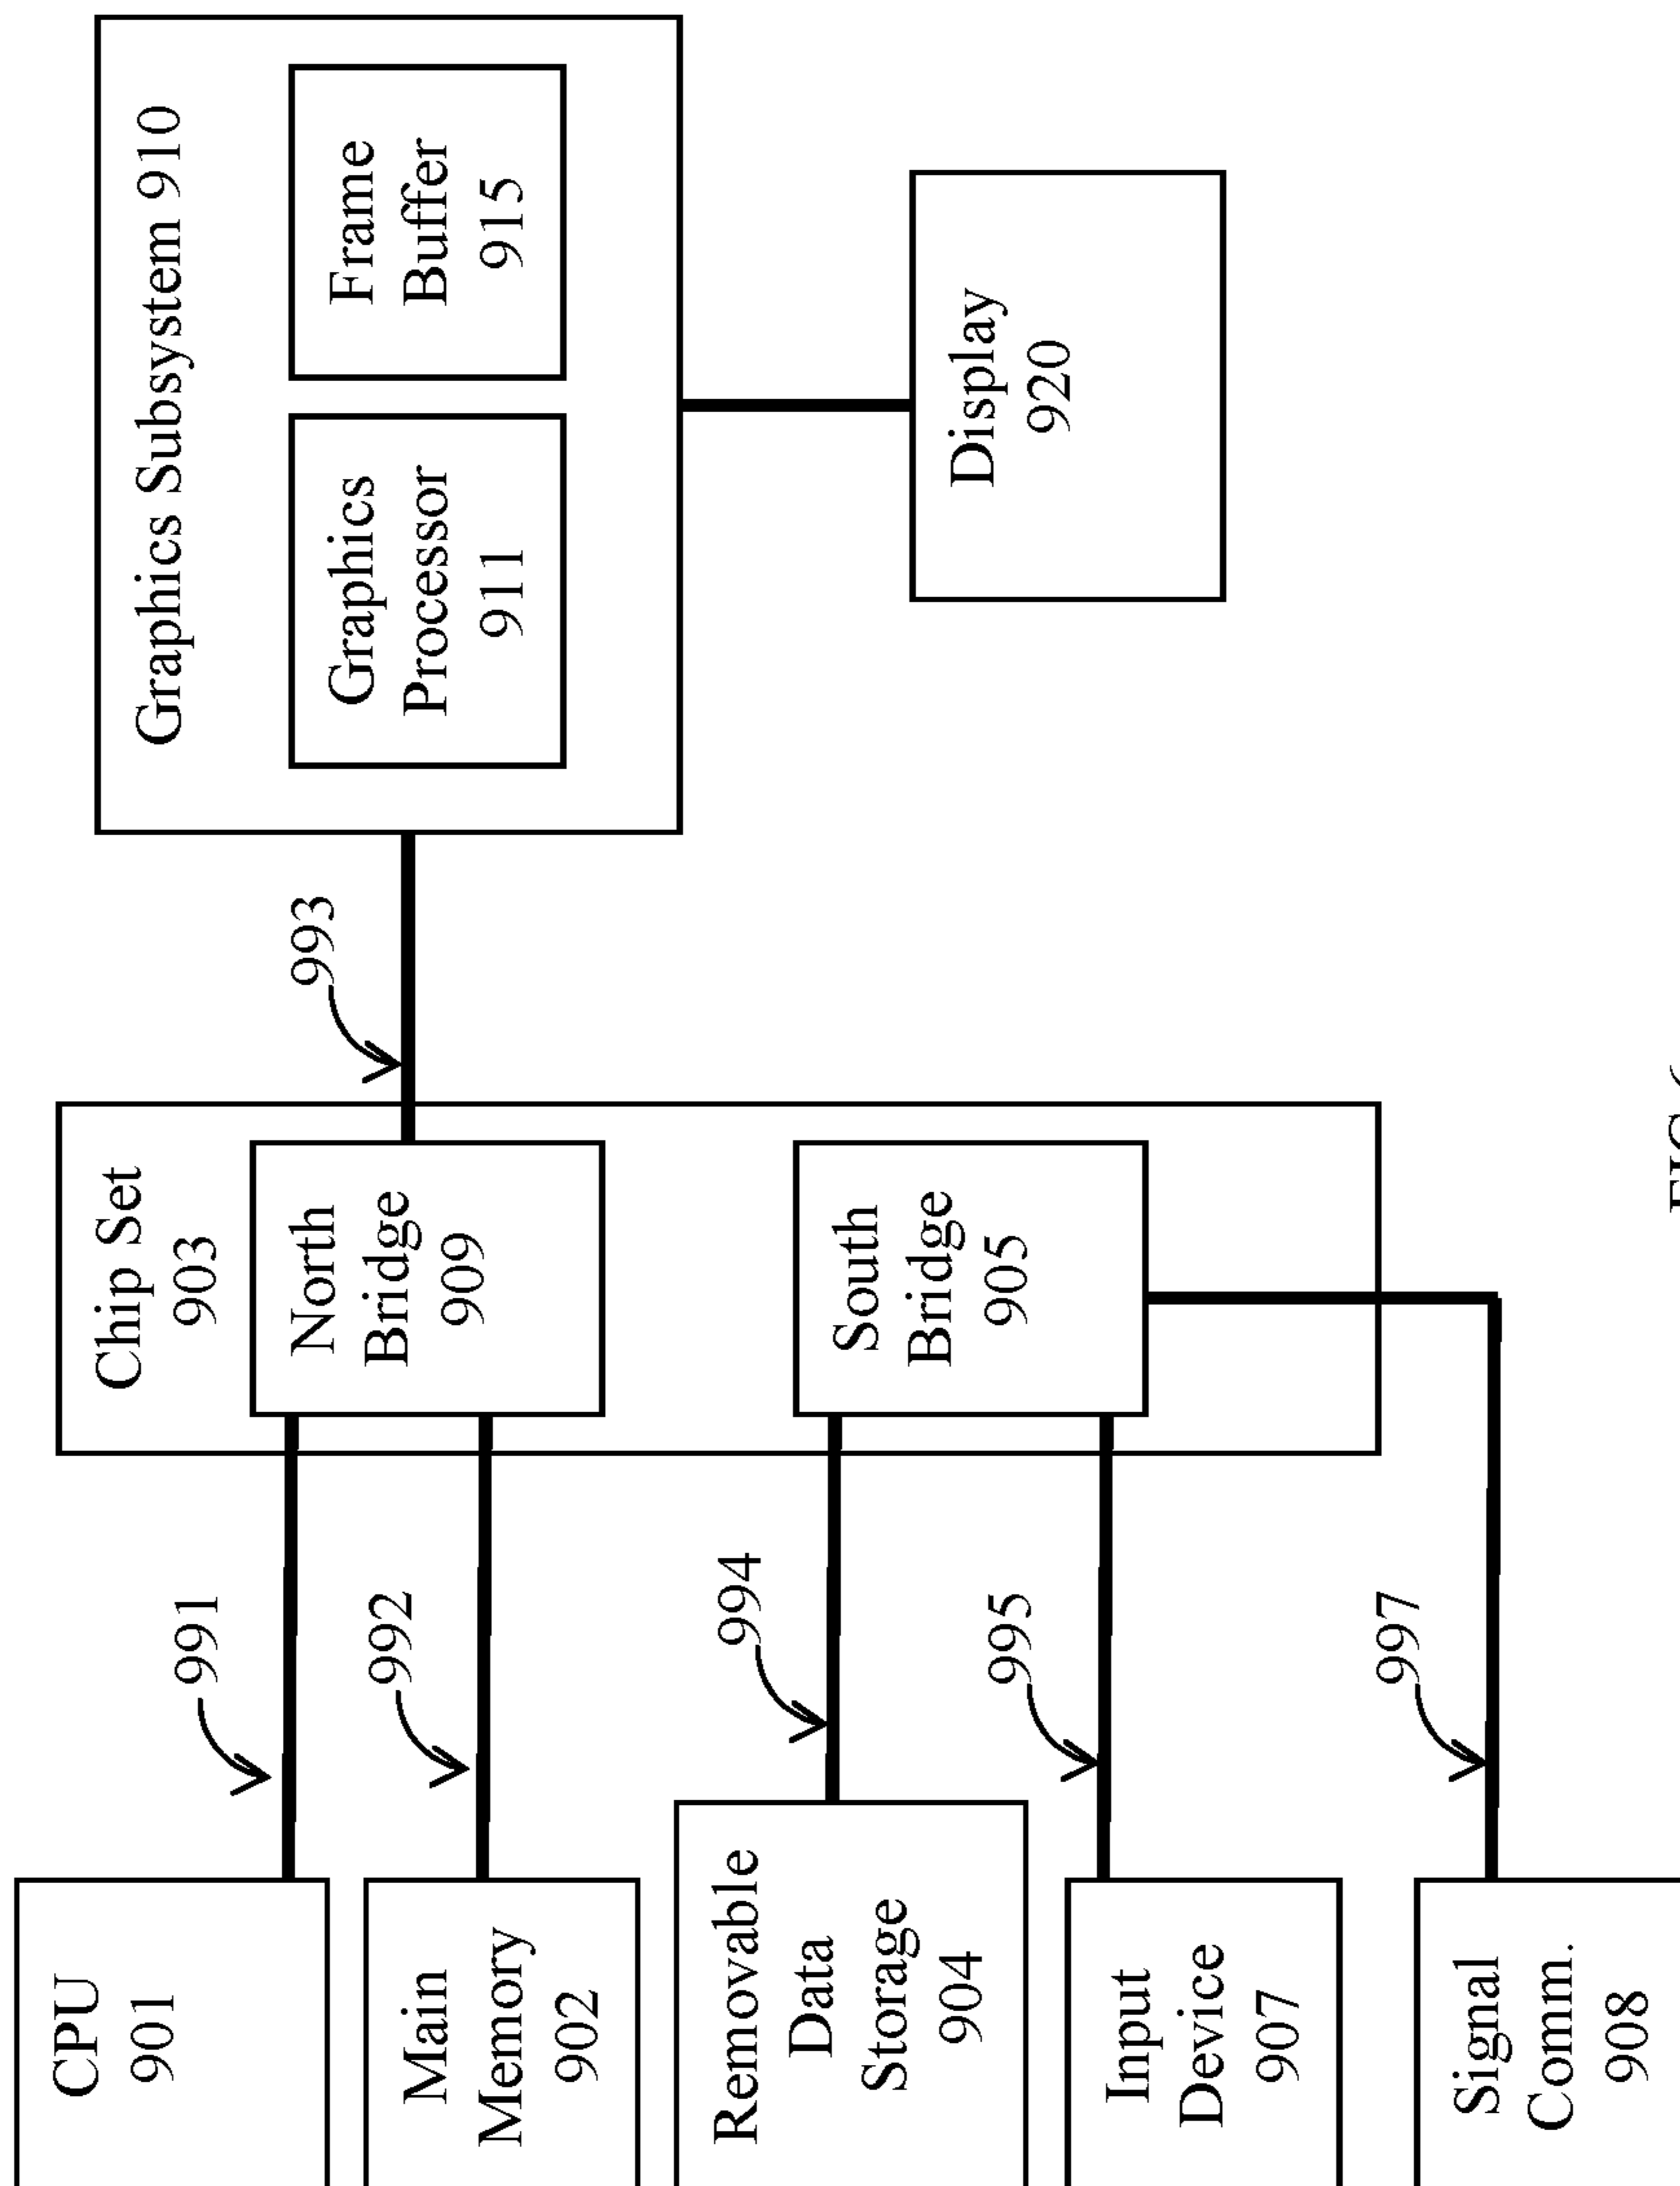 CPU
901
Main
Memory
902
Removable
Data
Storage
904
Input
Device
907
Signal
Comm.
908
991
992
994
995
997
Chip Set
903
North
Bridge
909
South
Bridge
905
993
Graphics Subsystem 910
Graphics
Processor
911
Frame
Buffer
915
Display
920